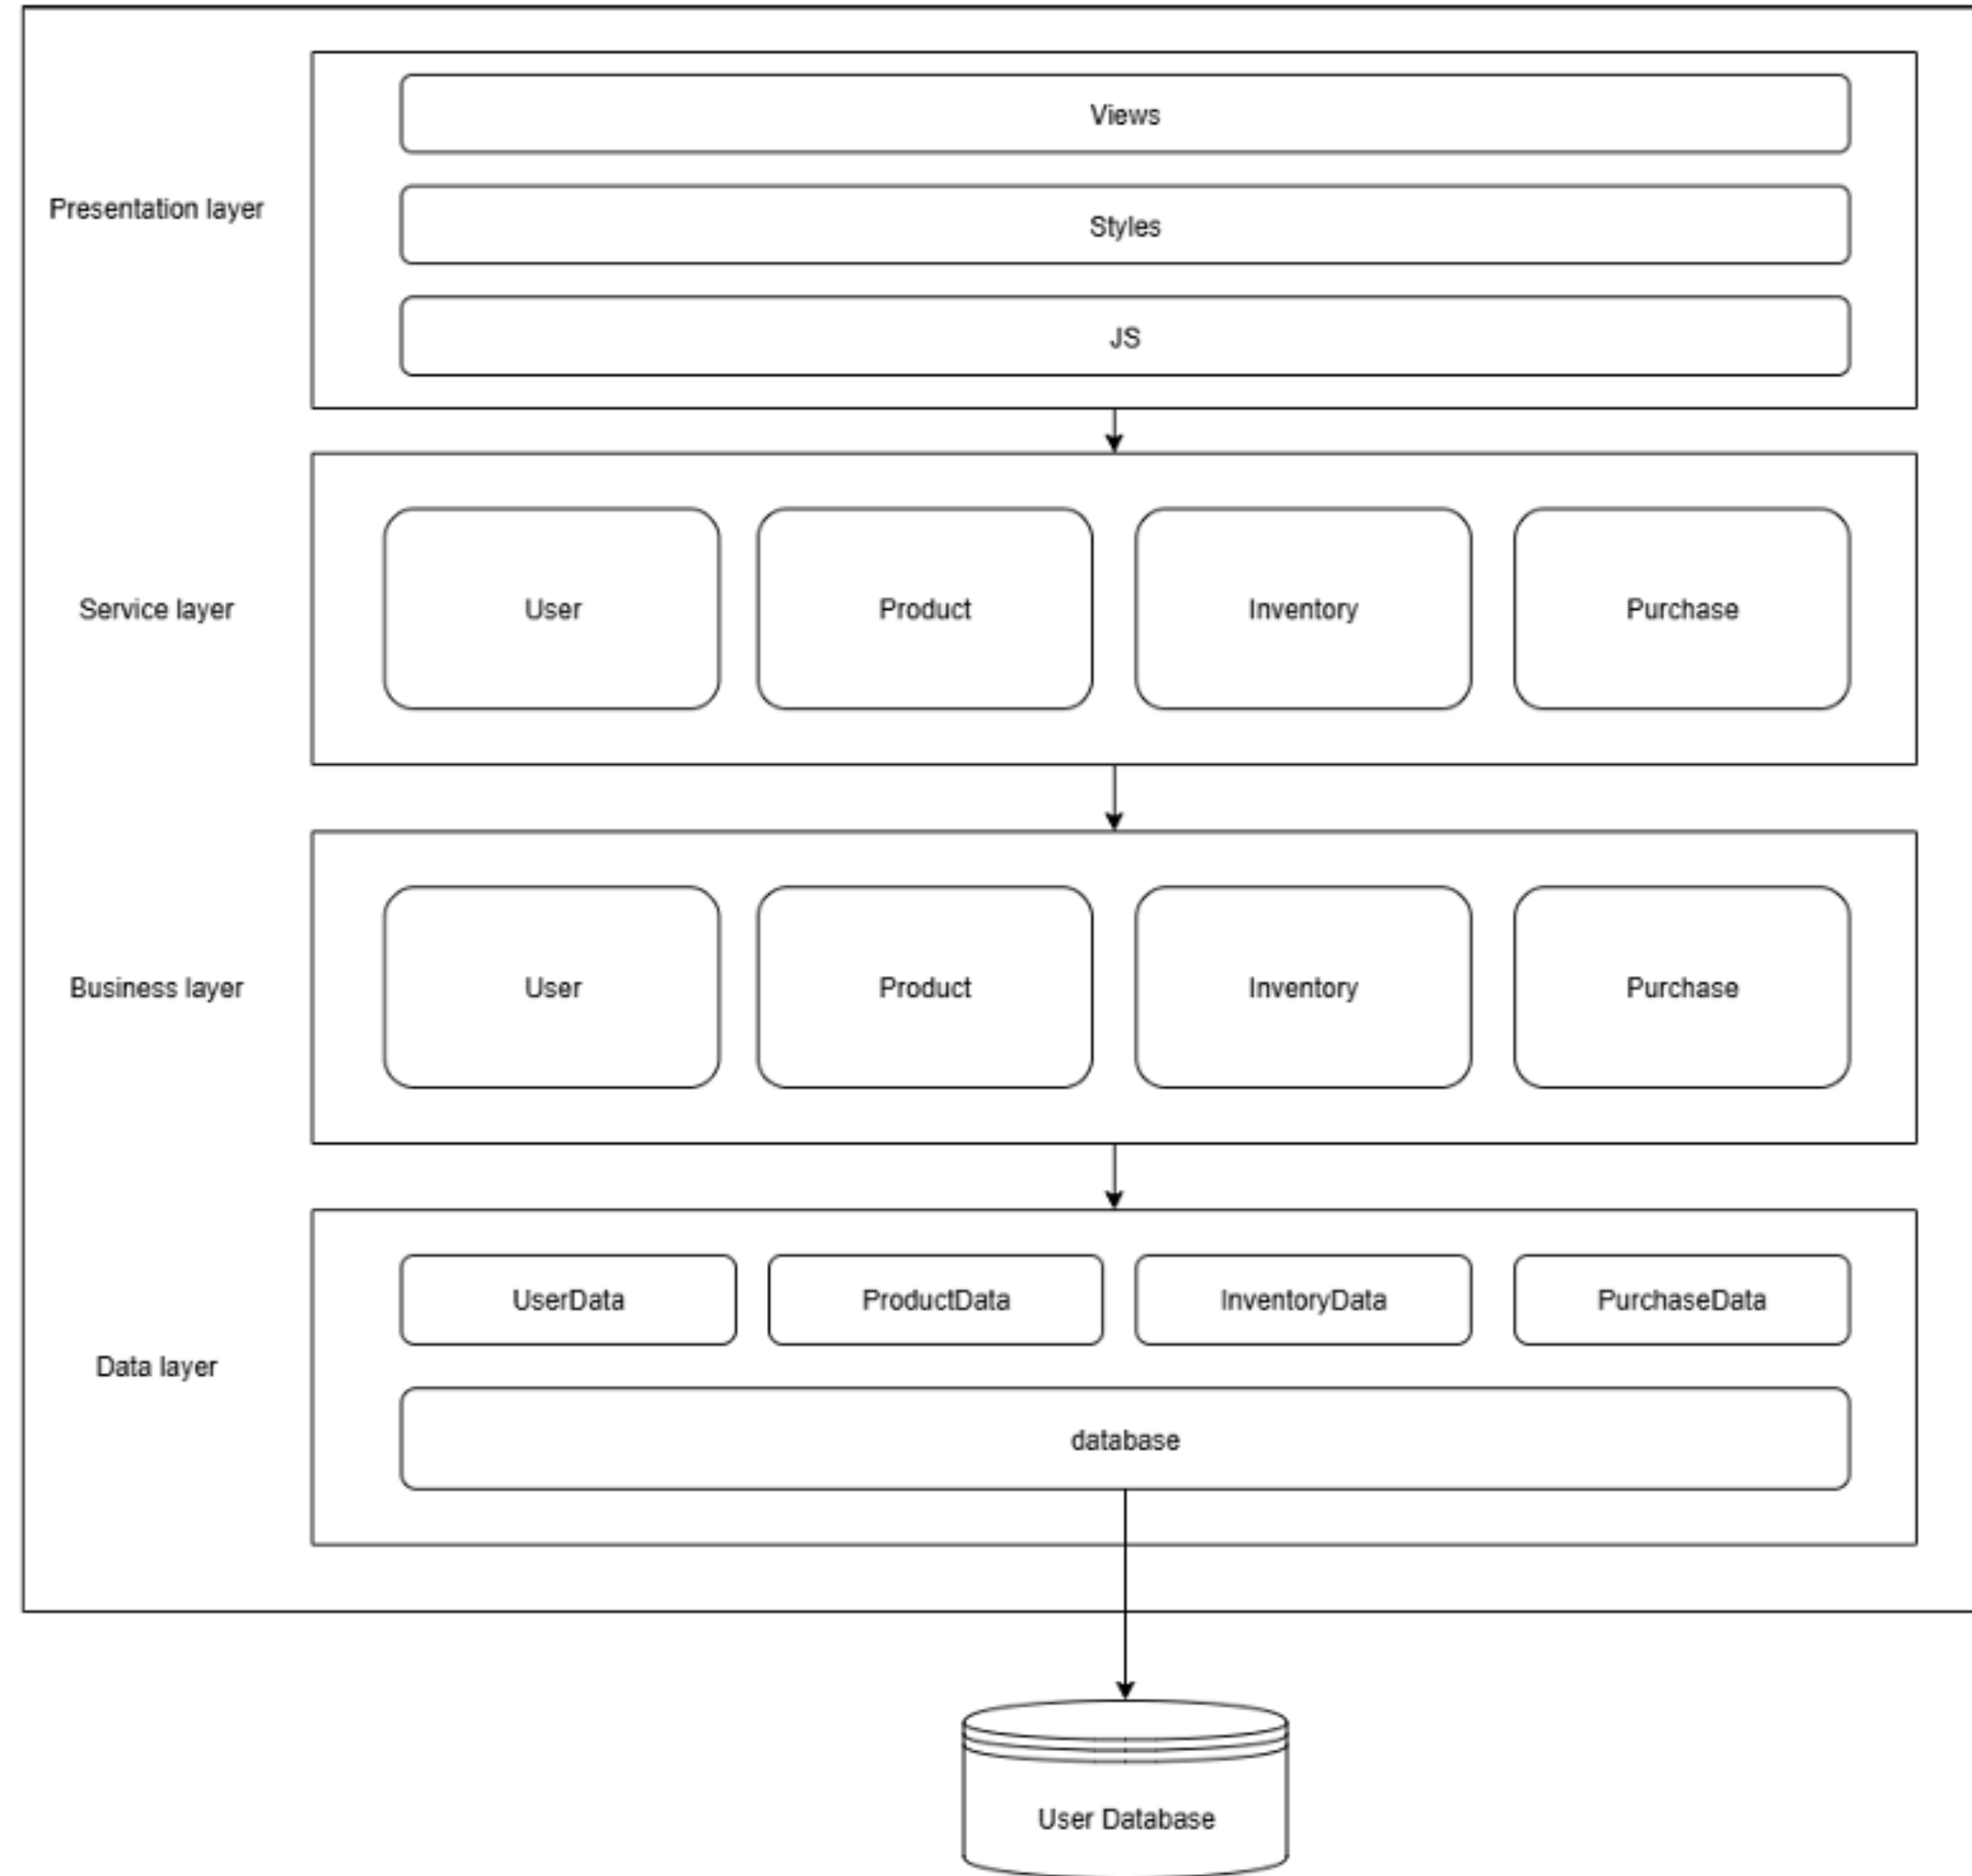 Views
Presentation layer
Styles
JS
Service layer
User
Product
Inventory
Purchase
Business layer
User
Product
Inventory
Purchase
UserData
ProductData
InventoryData
PurchaseData
Data layer
database
User Database